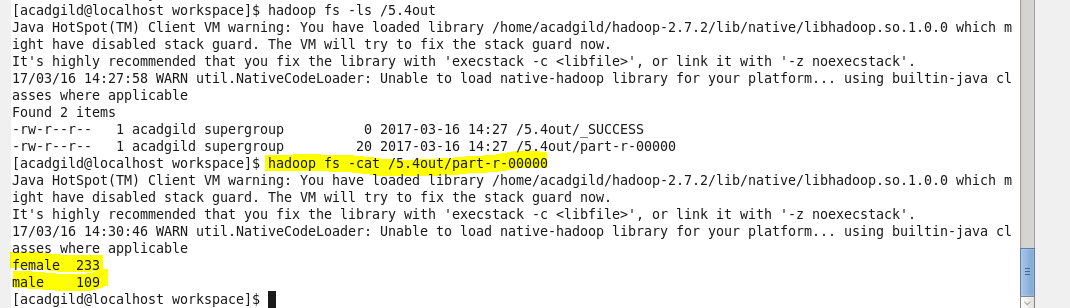 [acadgild@localhost workspace]$ hadoop fs -ls /5.4out
Java HotSpot(TM) Client VM warning: You have loaded library /home/acadgild/hadoop-2.7.2/lib/native/libhadoop.so.1.0.0 which m
ight have disabled stack guard. The VM will try to fix the stack guard now.
It's highly recommended that you fix the library with 'execstack -c <libfile>', or link it with '-z noexecstack'.
17/03/16 14:27:58 WARN util.NativeCodeLoader: Unable to load native-hadoop library for your platform... using builtin-java cl
asses where applicable
Found 2 items
-rw-r--r--   1 acadgild supergroup          0 2017-03-16 14:27 /5.4out/_SUCCESS
-rw-r--r--   1 acadgild supergroup         20 2017-03-16 14:27 /5.4out/part-r-00000
[acadgild@localhost workspace]$ hadoop fs -cat /5.4out/part-r-00000
Java HotSpot(TM) Client VM warning: You have loaded library /home/acadgild/hadoop-2.7.2/lib/native/libhadoop.so.1.0.0 which m
ight have disabled stack guard. The VM will try to fix the stack guard now.
It's highly recommended that you fix the library with 'execstack -c <libfile>', or link it with '-z noexecstack'.
17/03/16 14:30:46 WARN util.NativeCodeLoader: Unable to load native-hadoop library for your platform... using builtin-java cl
asses where applicable
female  233
male    109
[acadgild@localhost workspace]$